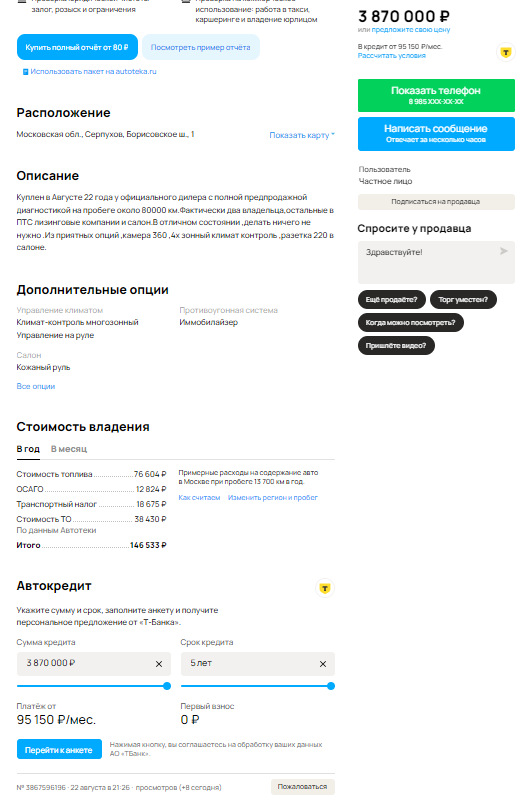 залог, розыск и ограничения
использование: работа в такси,
каршеринге и владение юрлицом
Купить полный отчёт от 80 ₽
Посмотреть пример отчёта
Использовать пакет на autoteka.ru
Расположение
Московская обл., Серпухов, Борисовское ш., 1
Показать карту
Описание
Куплен в Августе 22 года у официального дилера с полной предпродажной
диагностикой на пробеге около 80000 км.Фактически два владельца,остальные в
ПТС лизинговые компании и салон.В отличном состоянии ,делать ничего не
нужно .Из приятных опций ,камера 360 ,4х зонный климат контроль ,разетка 220 в
салоне.
Дополнительные опции
Управление климатом
Климат-контроль многозонный
Управление на руле
Противоугонная система
Иммобилайзер
Салон
Кожаный руль
Все опции
Стоимость владения
В год
В месяц
Стоимость топлива 76 604 ₽
ОСАГО 12 824 ₽
Транспортный налог 18 675 ₽
Стоимость ТО 38 430 ₽
По данным Автотеки
Итого 146 533 ₽
Примерные расходы на содержание авто
в Москве при пробеге 13 700 км в год.
Как считаем Изменить регион и пробег
Автокредит
Укажите сумму и срок, заполните анкету и получите
персональное предложение от «Т-Банка».
Сумма кредита
3 870 000 ₽
Срок кредита
5 лет
Платёж от
95 150 ₽/мес.
Первый взнос
0 ₽
Перейти к анкете
Нажимая кнопку, вы соглашаетесь на обработку ваших данных
АО «ТБанк».
№ 3867596196 · 22 августа в 21:26 · просмотров (+8 сегодня)
Пожаловаться
3 870 000 ₽
или предложите свою цену
В кредит от 95 150 ₽/мес.
Рассчитать условия
Показать телефон
8 985 XXX-XX-XX
Написать сообщение
Отвечает за несколько часов
Пользователь
Частное лицо
Подписаться на продавца
Спросите у продавца
Здравствуйте!
Ещё продаёте?
Торг уместен?
Когда можно посмотреть?
Пришлёте видео?